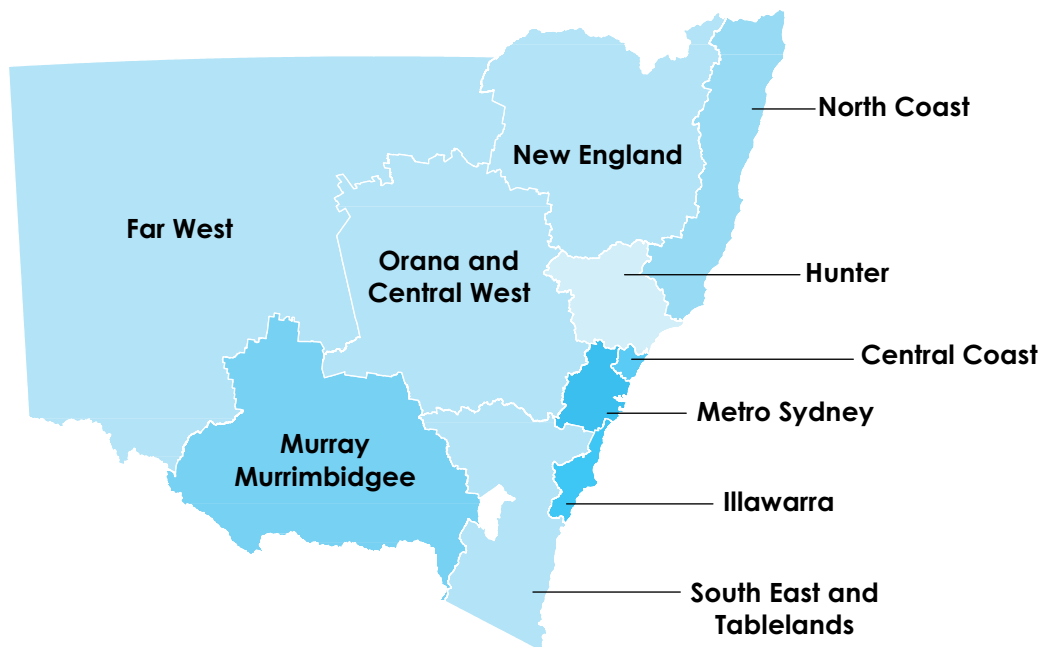 North Coast
New England
Far West
Orana and
Central West
Hunter
Central Coast
Metro Sydney
Murray
Murrimbidgee
Illawarra
South East and
Tablelands